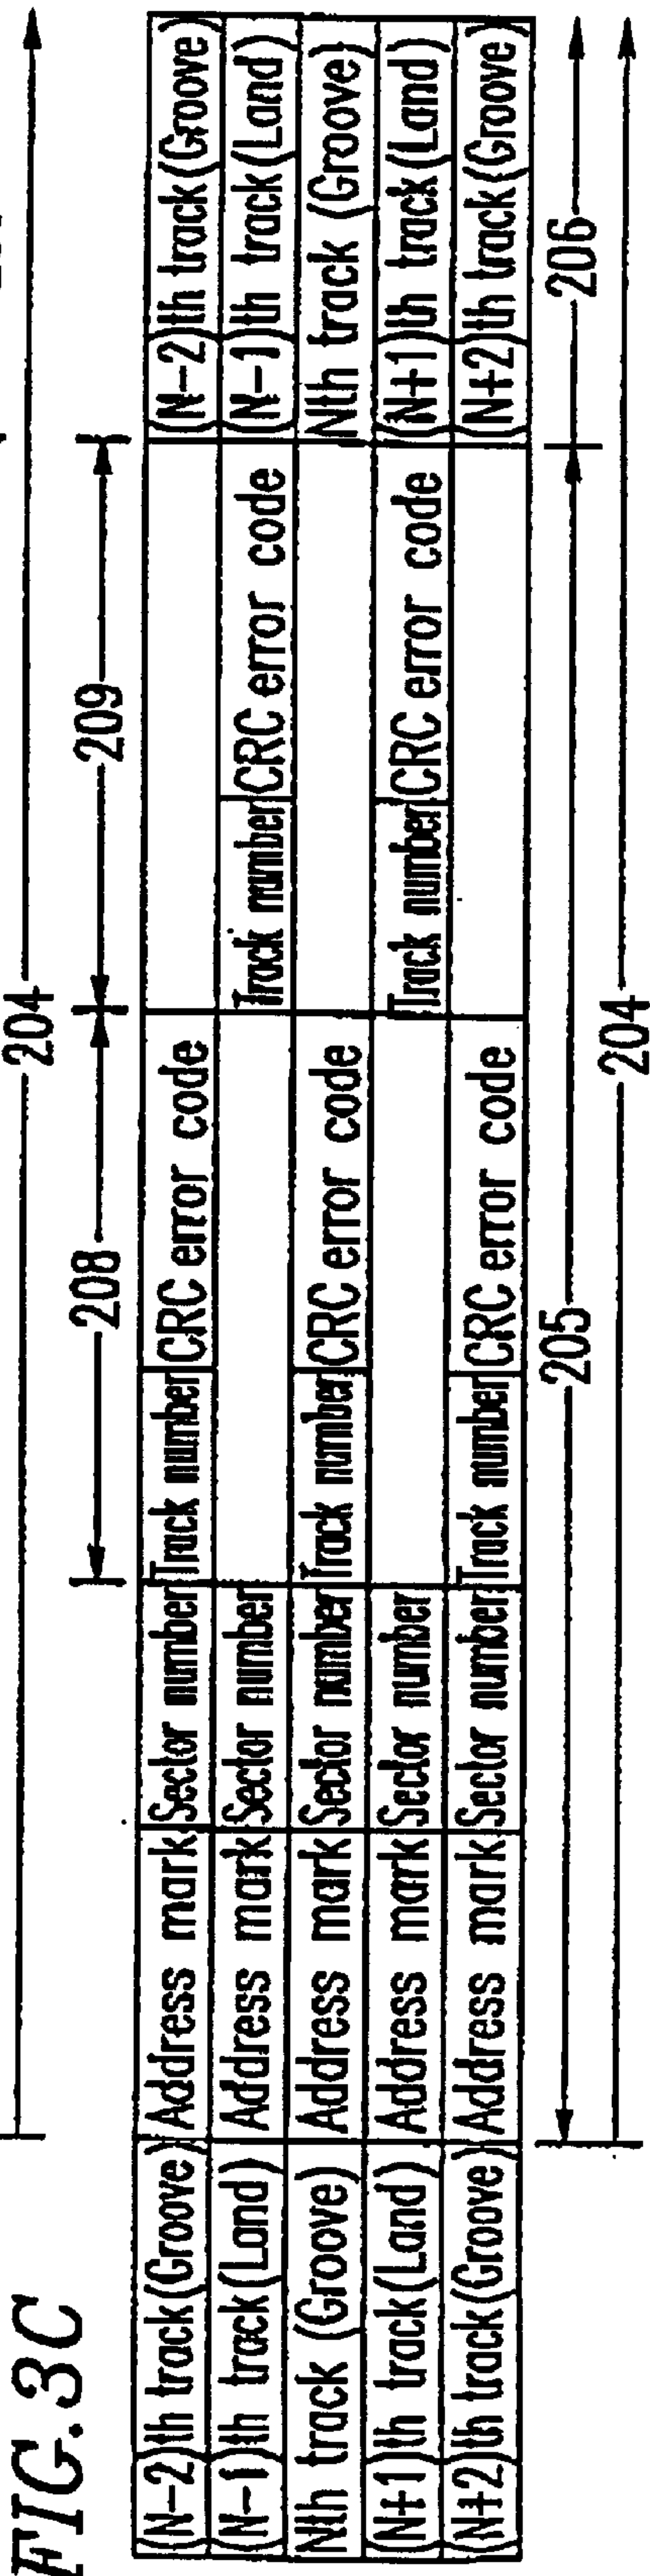 FIG. 3C
204
208 209
(N-2)th track(Groove) Address mark Sector number Track number CRC error code (N-2)th track(Groove)
(N-1)th track(Land) Address mark Sector number Track number CRC error code (N-1)th track(Land)
Nth track (Groove) Address mark Sector number Track number CRC error code Nth track (Groove)
(N+1)th track(Land) Address mark Sector number Track number CRC error code (N+1)th track(Land)
(N+2)th track(Groove) Address mark Sector number Track number CRC error code (N+2)th track(Groove)
205 206
204